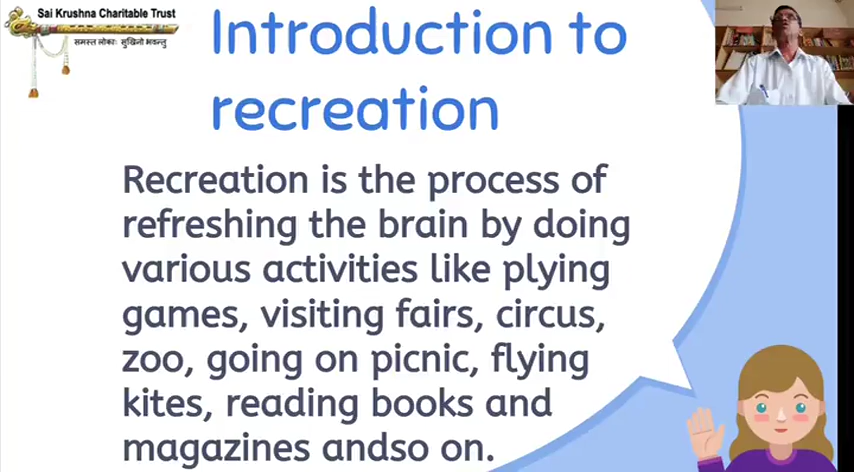 Sai Krushna Charitable Trust
समस्त लोकाः सुखिनो भवन्तु
Introduction to
recreation
Recreation is the process of
refreshing the brain by doing
various activities like plying
games, visiting fairs, circus,
zoo, going on picnic, flying
kites, reading books and
magazines andso on.